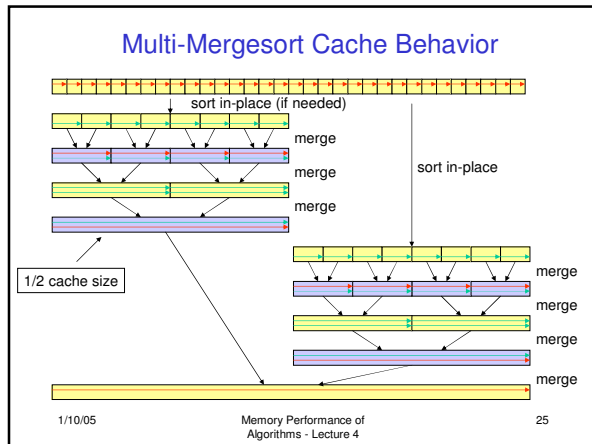 Multi-Mergesort Cache Behavior
sort in-place (if needed)
merge
merge
sort in-place
merge
1/2 cache size
merge
merge
merge
merge
1/10/05
Memory Performance of
Algorithms - Lecture 4
25